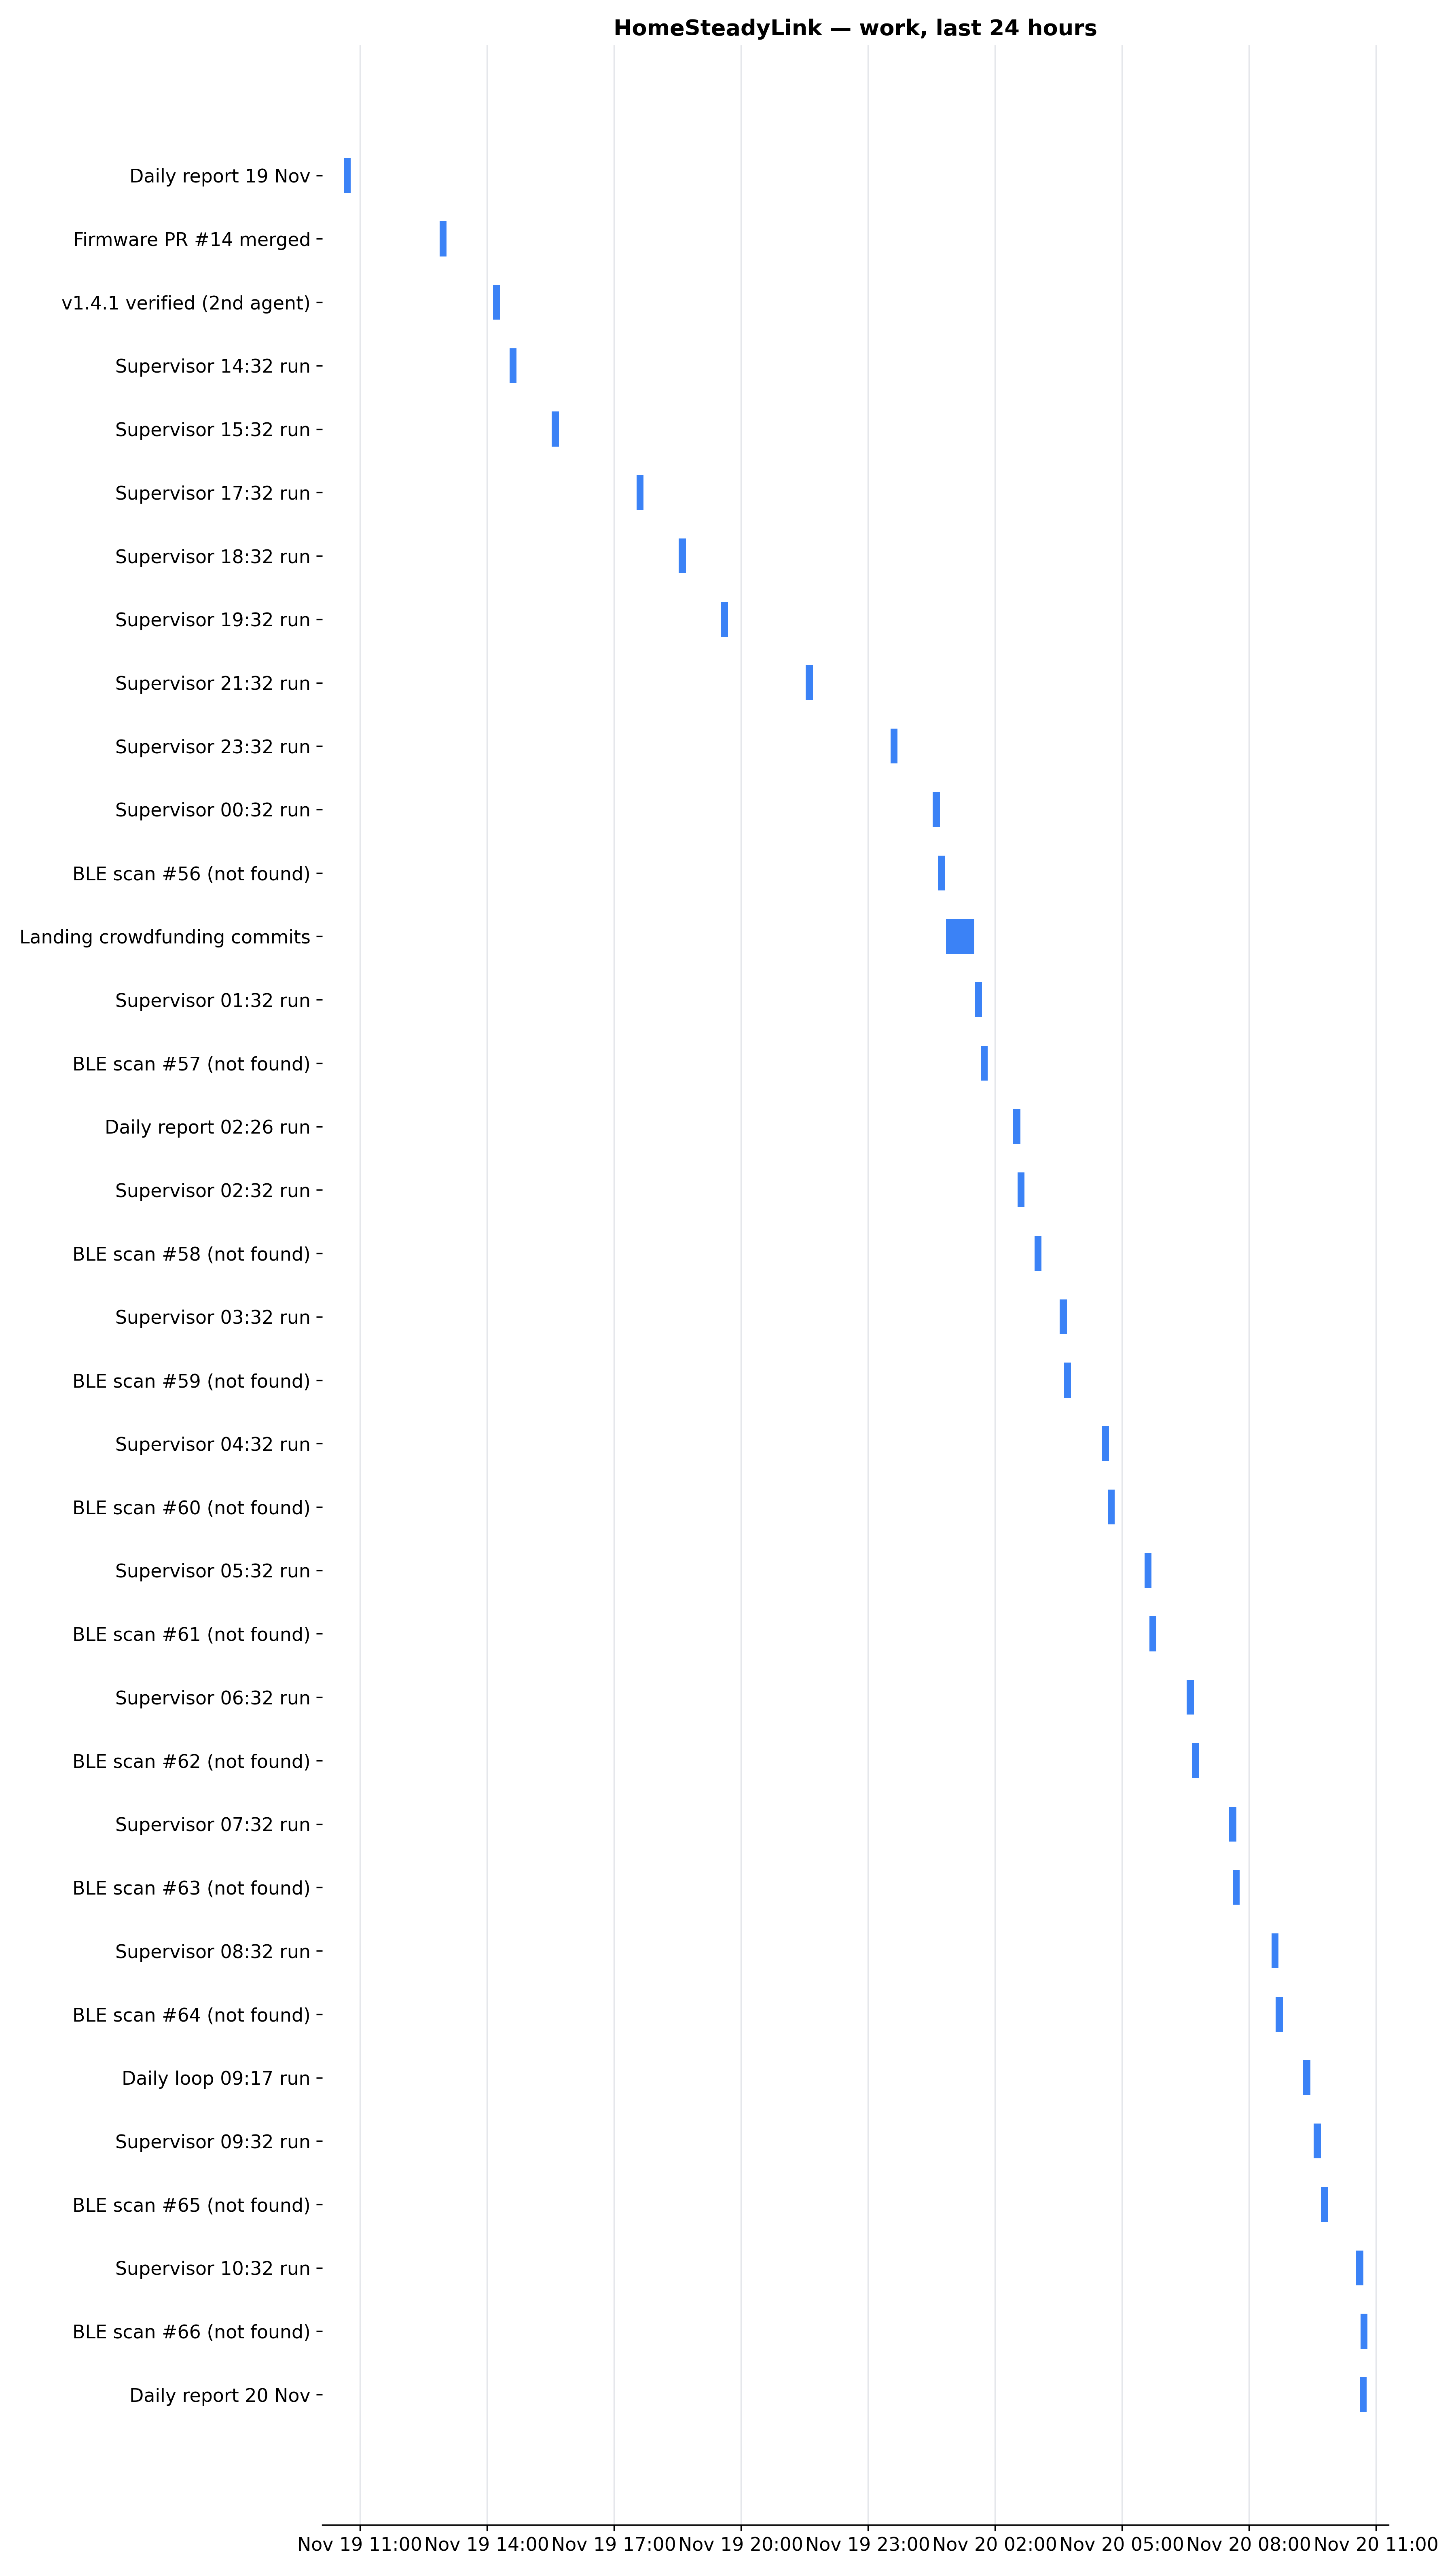 HomeSteadyLink — work, last 24 hours
Daily report 19 Nov
Firmware PR #14 merged
v1.4.1 verified (2nd agent)
Supervisor 14:32 run
Supervisor 15:32 run
Supervisor 17:32 run
Supervisor 18:32 run
Supervisor 19:32 run
Supervisor 21:32 run
Supervisor 23:32 run
Supervisor 00:32 run
BLE scan #56 (not found)
Landing crowdfunding commits
Supervisor 01:32 run
BLE scan #57 (not found)
Daily report 02:26 run
Supervisor 02:32 run
BLE scan #58 (not found)
Supervisor 03:32 run
BLE scan #59 (not found)
Supervisor 04:32 run
BLE scan #60 (not found)
Supervisor 05:32 run
BLE scan #61 (not found)
Supervisor 06:32 run
BLE scan #62 (not found)
Supervisor 07:32 run
BLE scan #63 (not found)
Supervisor 08:32 run
BLE scan #64 (not found)
Daily loop 09:17 run
Supervisor 09:32 run
BLE scan #65 (not found)
Supervisor 10:32 run
BLE scan #66 (not found)
Daily report 20 Nov
Nov 19 11:00 Nov 19 14:00 Nov 19 17:00 Nov 19 20:00 Nov 19 23:00 Nov 20 02:00 Nov 20 05:00 Nov 20 08:00 Nov 20 11:00